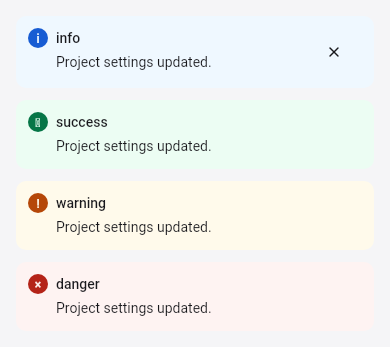 i info
Project settings updated.
success
Project settings updated.
! warning
Project settings updated.
× danger
Project settings updated.